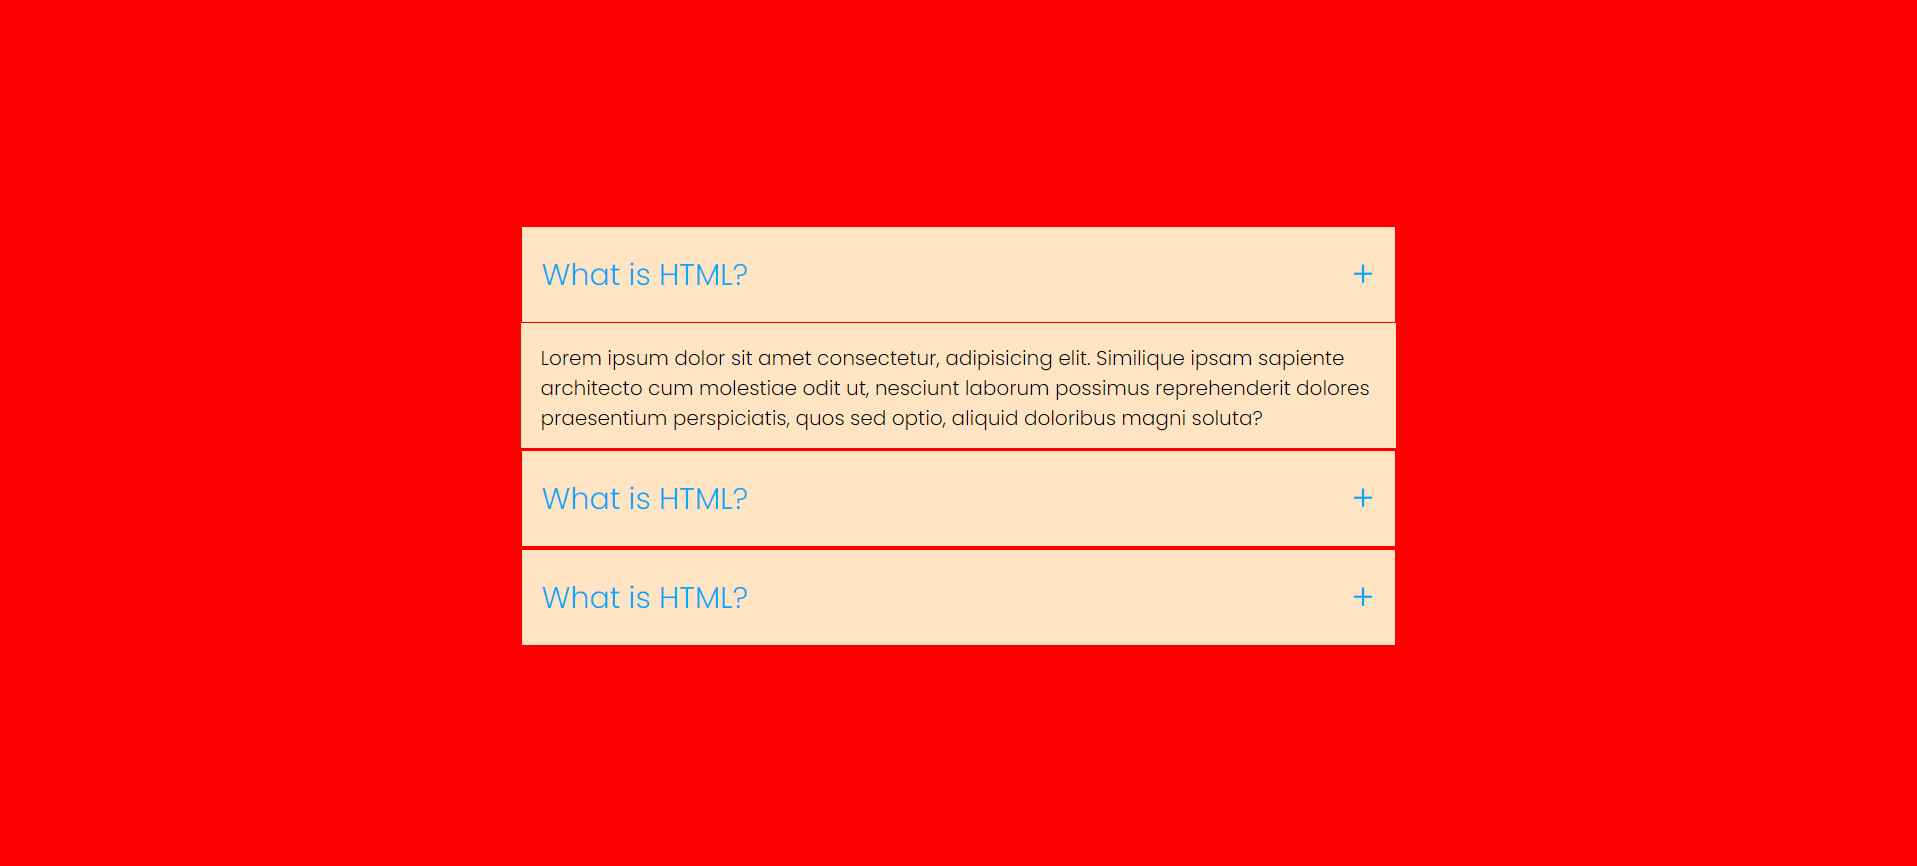 What is HTML? +
Lorem ipsum dolor sit amet consectetur, adipisicing elit. Similique ipsam sapiente
architecto cum molestiae odit ut, nesciunt laborum possimus reprehenderit dolores
praesentium perspiciatis, quos sed optio, aliquid doloribus magni soluta?
What is HTML? +
What is HTML? +